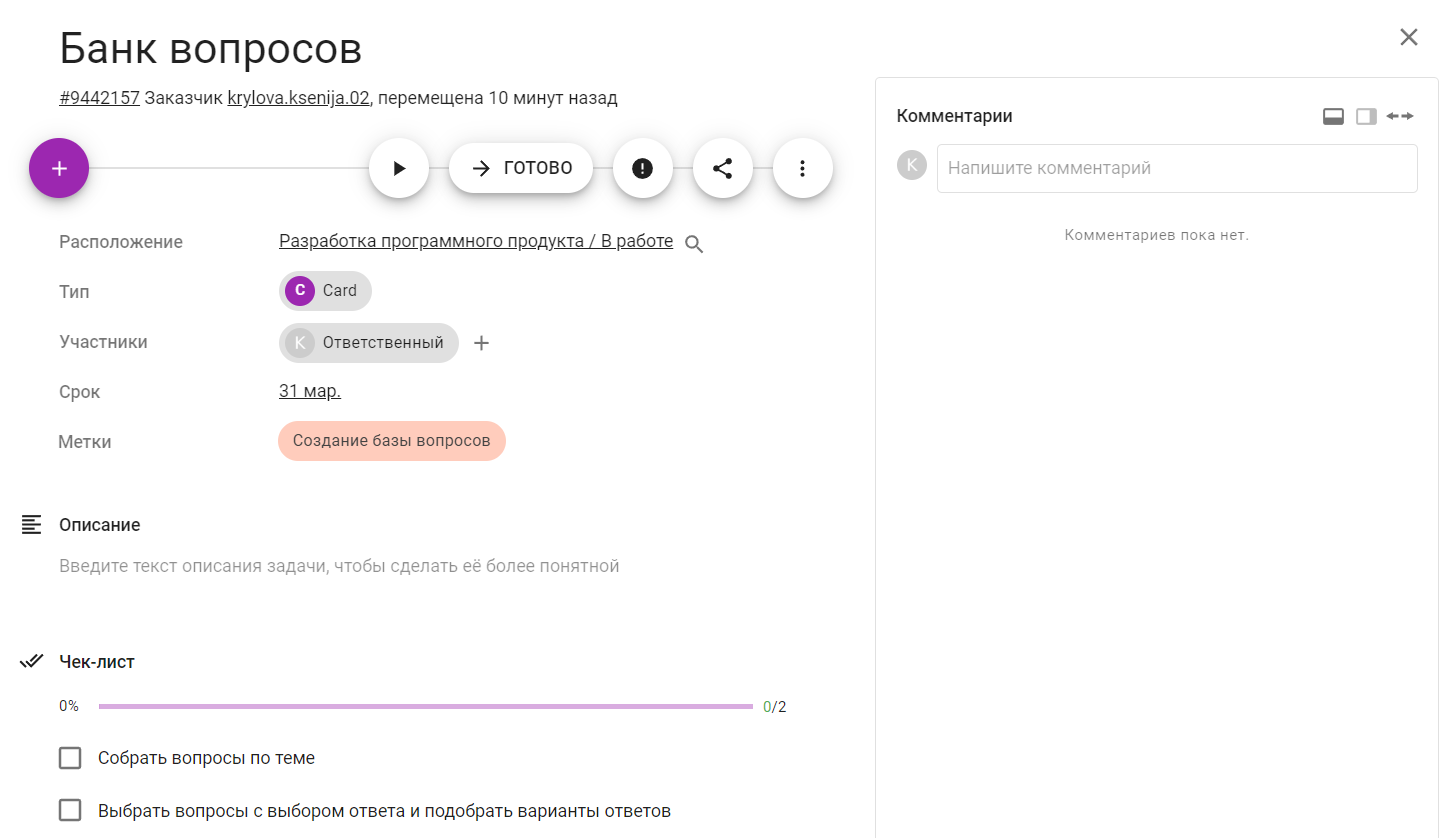 Банк вопросов
#9442157 Заказчик krylova.ksenija.02, перемещена 10 минут назад
ГОТОВО
Расположение
Разработка программного продукта / В работе
Тип
C Card
Участники
K Ответственный
Срок
31 мар.
Метки
Создание базы вопросов
Описание
Введите текст описания задачи, чтобы сделать её более понятной
Чек-лист
0%
0/2
Собрать вопросы по теме
Выбрать вопросы с выбором ответа и подобрать варианты ответов
Комментарии
K
Напишите комментарий
Комментариев пока нет.